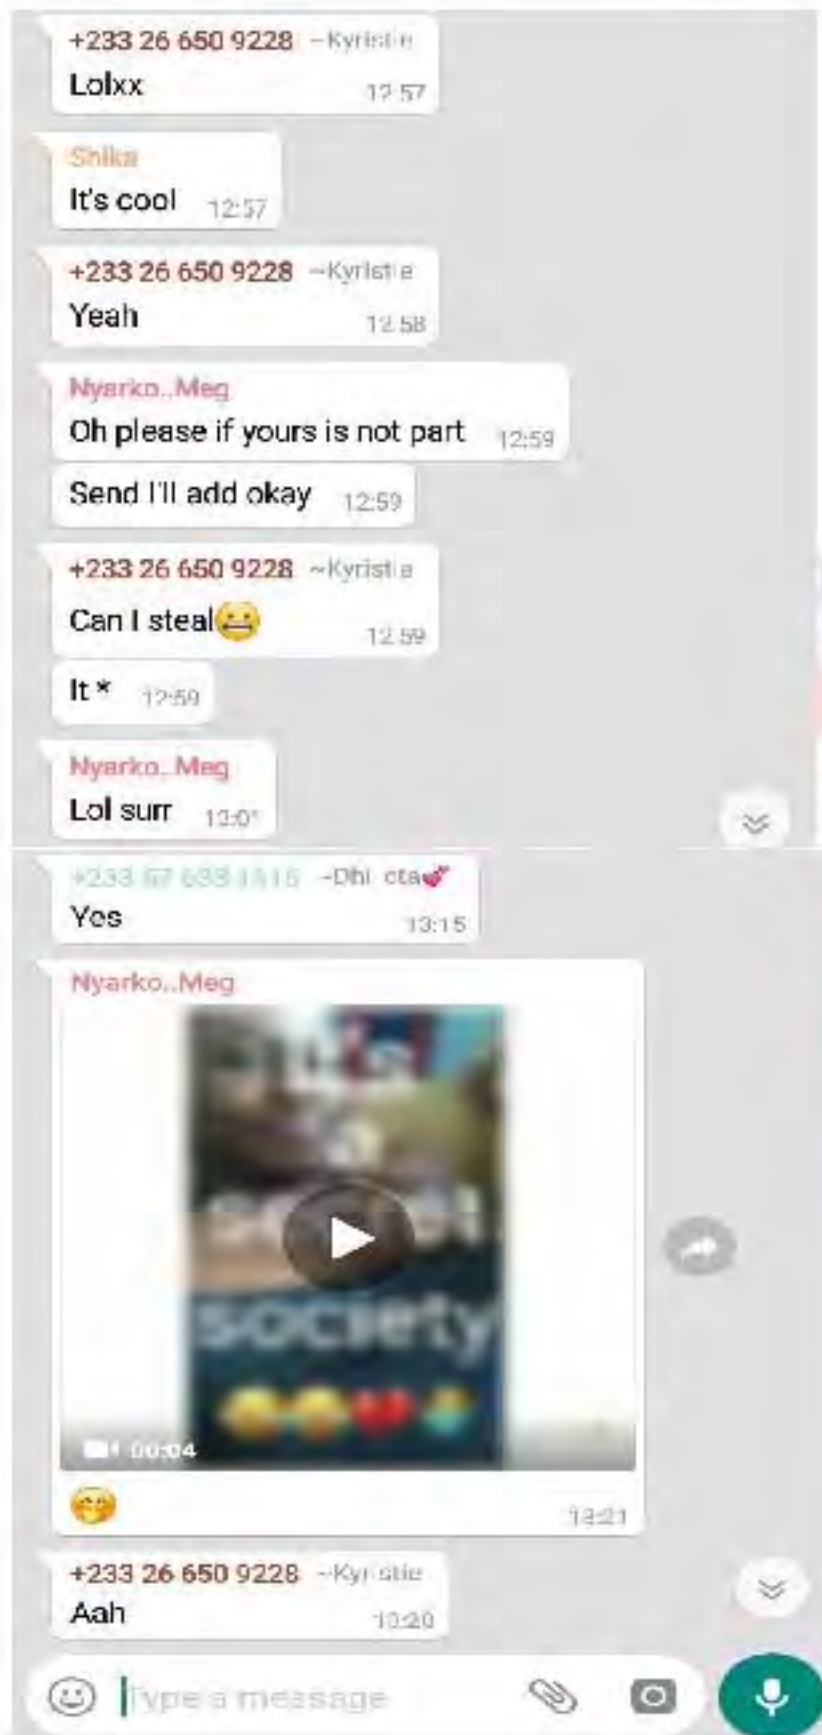 +233 26 650 9228 ~Kyristie
Lolxx 12:57
Shika
It's cool 12:57
+233 26 650 9228 ~Kyristie
Yeah 12:58
Nyarko..Meg
Oh please if yours is not part 12:59
Send I'll add okay 12:59
+233 26 650 9228 ~Kyristie
Can I steal😬 12:59
It * 12:59
Nyarko..Meg
Lol surr
+233
Yes 13:15
Nyarko..Meg
a
society
00:04
+233 26 650 9228 ~Kyristie
Aah
Type a message